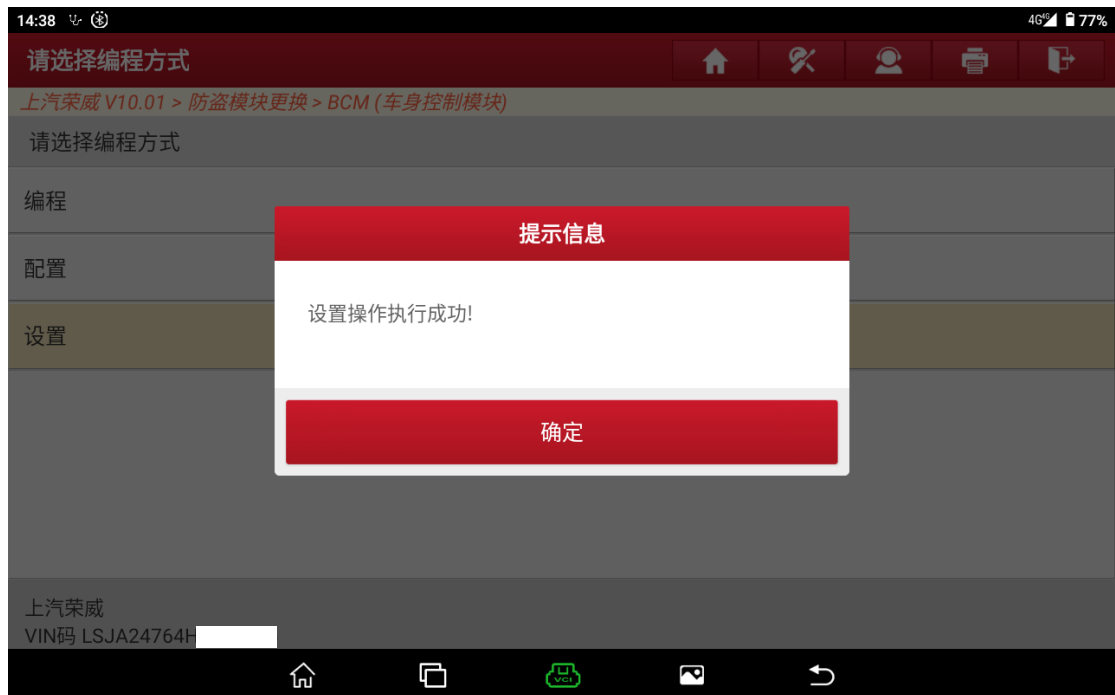 14:38
4G 4G 77%
请选择编程方式
上汽荣威 V10.01 > 防盗模块更换 > BCM (车身控制模块)
请选择编程方式
编程
配置
设置
提示信息
设置操作执行成功!
确定
上汽荣威
VIN码 LSJA24764H
VCI